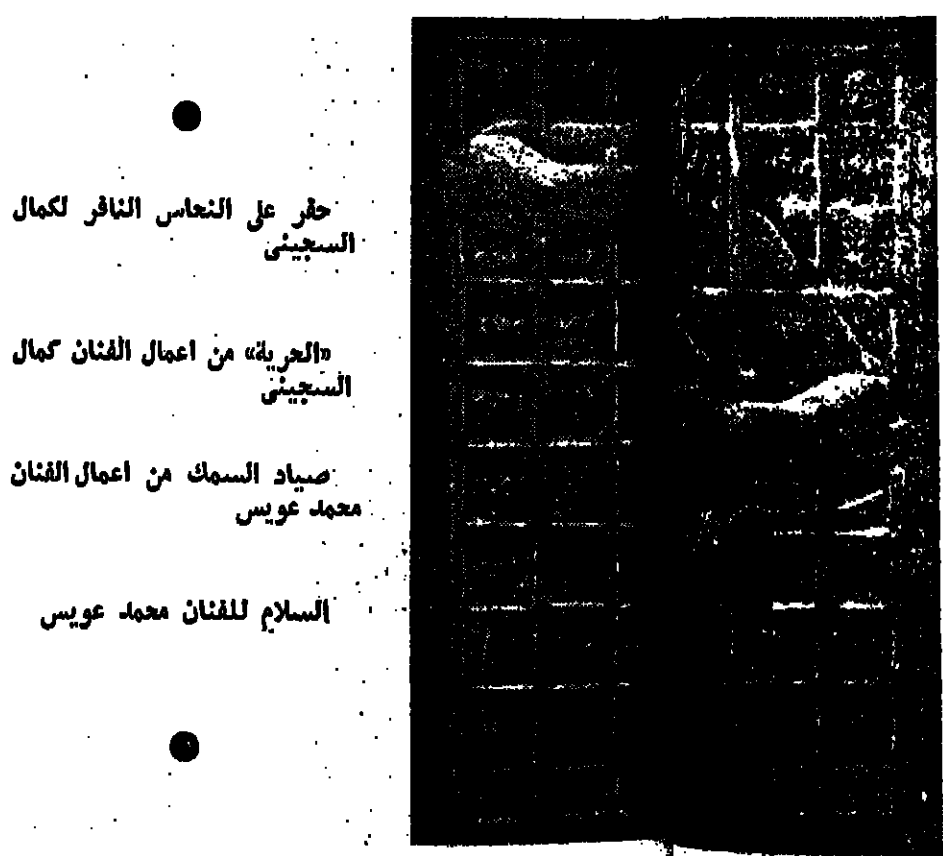 حفر على النحاس النافر لكمال
السجيني
«الحرية» من اعمال الفنان كمال
السجيني
صياد السمك من اعمال الفنان
محمد عويس
السلام للفنان محمد عويس